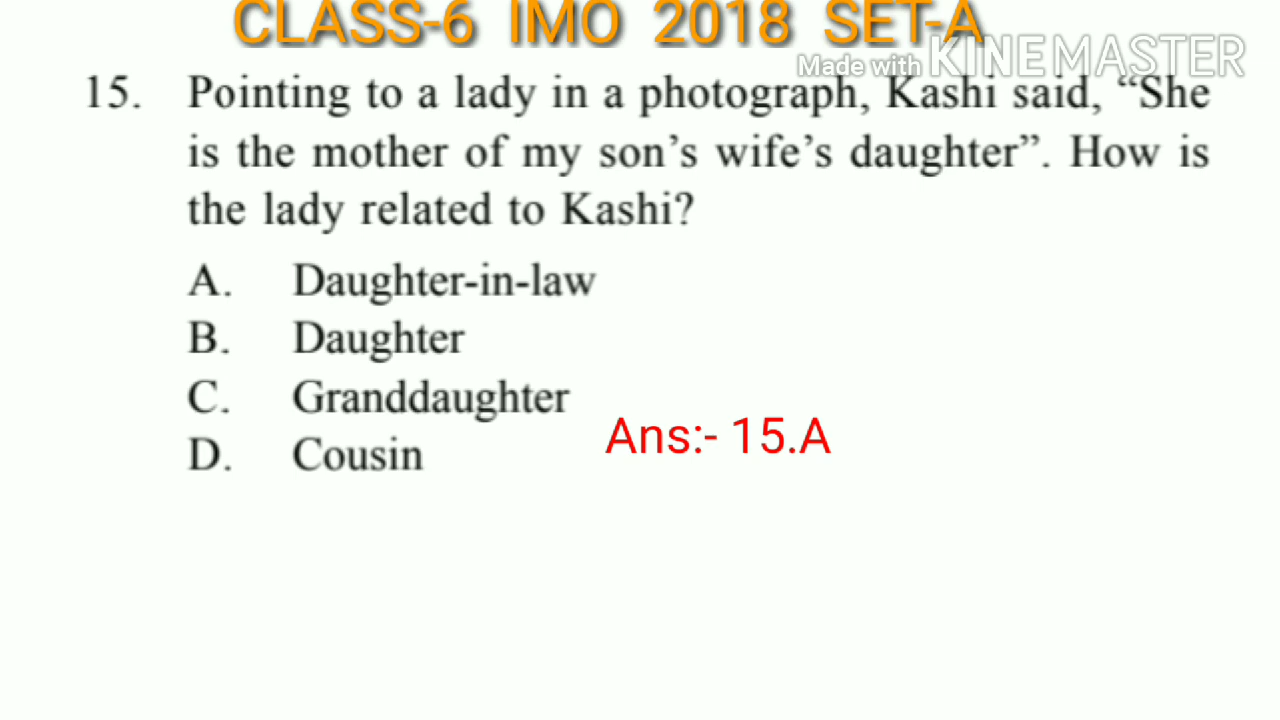 CLASS-6 IMO 2018 SET-A
Made with KINEMASTER
15. Pointing to a lady in a photograph, Kashi said, “She
is the mother of my son’s wife’s daughter”. How is
the lady related to Kashi?
A. Daughter-in-law
B. Daughter
C. Granddaughter
D. Cousin
Ans:- 15.A